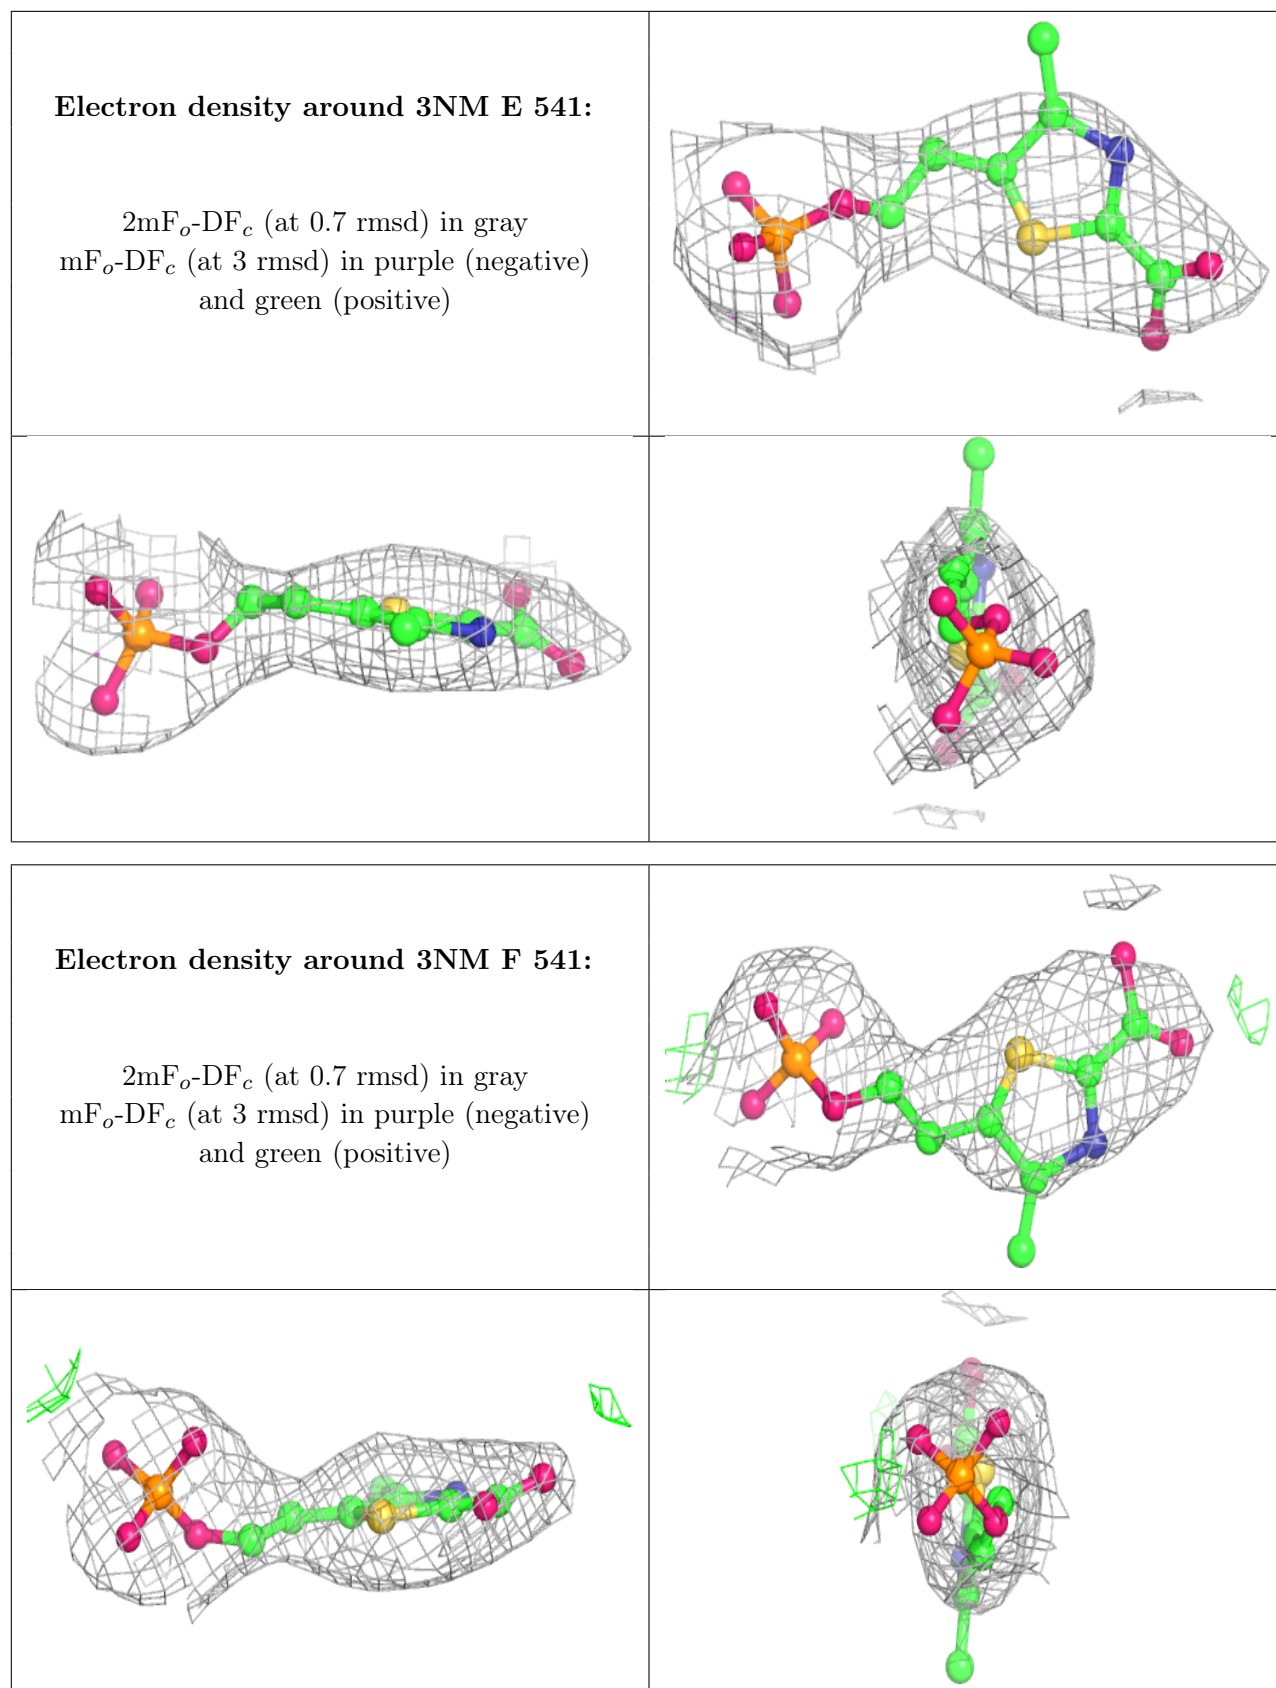 Electron density around 3NM E 541:
2mFo-DFc (at 0.7 rmsd) in gray
mFo-DFc (at 3 rmsd) in purple (negative)
and green (positive)
Electron density around 3NM F 541:
2mFo-DFc (at 0.7 rmsd) in gray
mFo-DFc (at 3 rmsd) in purple (negative)
and green (positive)